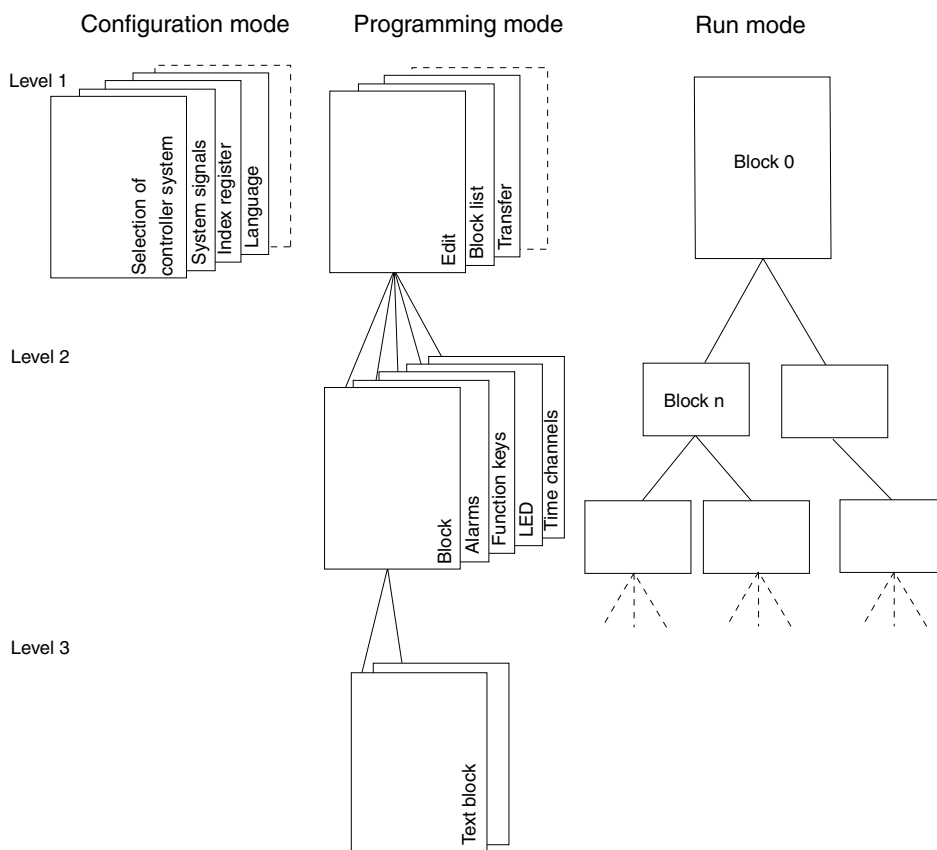 Configuration mode
Programming mode
Run mode
Level 1
Selection of
controller system
System signals
Index register
Language
Edit
Block list
Transfer
Block 0
Level 2
Block
Alarms
Function keys
LED
Time channels
Block n
Level 3
Text block